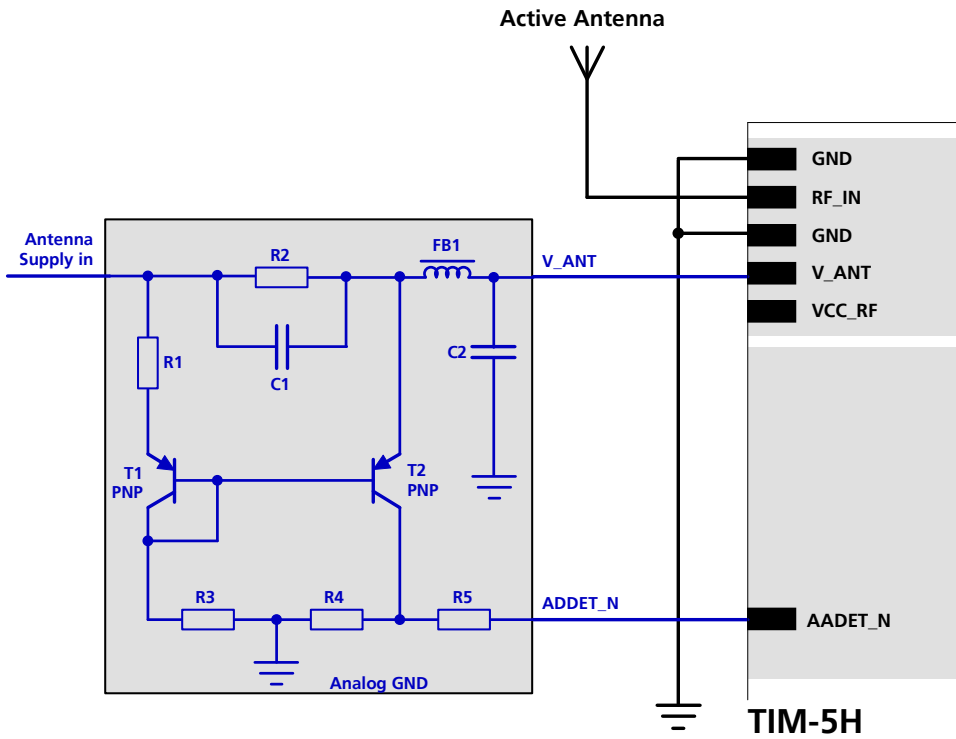 Active Antenna
GND
RF_IN
GND
V_ANT
VCC_RF
Antenna
Supply in
R2
FB1
V_ANT
C1
C2
R1
T1
PNP
T2
PNP
R3
R4
R5
ADDET_N
AADET_N
Analog GND
TIM-5H